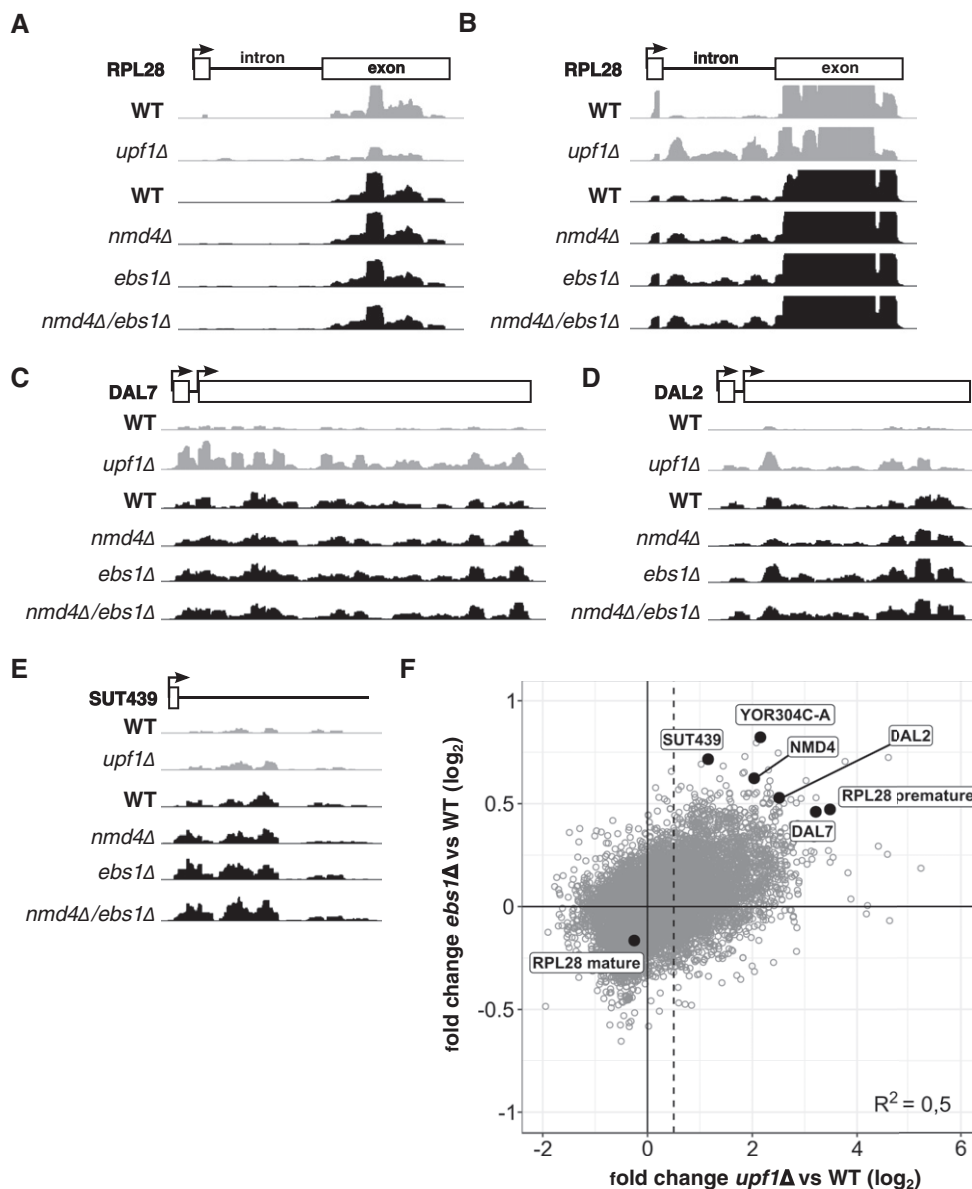 A
RPL28
intron
exon
WT
upf1Δ
WT
nmd4Δ
ebs1Δ
nmd4Δ/ebs1Δ
B
RPL28
intron
exon
WT
upf1Δ
WT
nmd4Δ
ebs1Δ
nmd4Δ/ebs1Δ
C
DAL7
WT
upf1Δ
WT
nmd4Δ
ebs1Δ
nmd4Δ/ebs1Δ
D
DAL2
WT
upf1Δ
WT
nmd4Δ
ebs1Δ
nmd4Δ/ebs1Δ
E
SUT439
WT
upf1Δ
WT
nmd4Δ
ebs1Δ
nmd4Δ/ebs1Δ
F
fold change ebs1Δ vs WT (log₂)
1
0.5
0
-0.5
-1
YOR304C-A
SUT439
NMD4
DAL2
RPL28 premature
DAL7
RPL28 mature
R² = 0,5
-2 0 2 4 6
fold change upf1Δ vs WT (log₂)